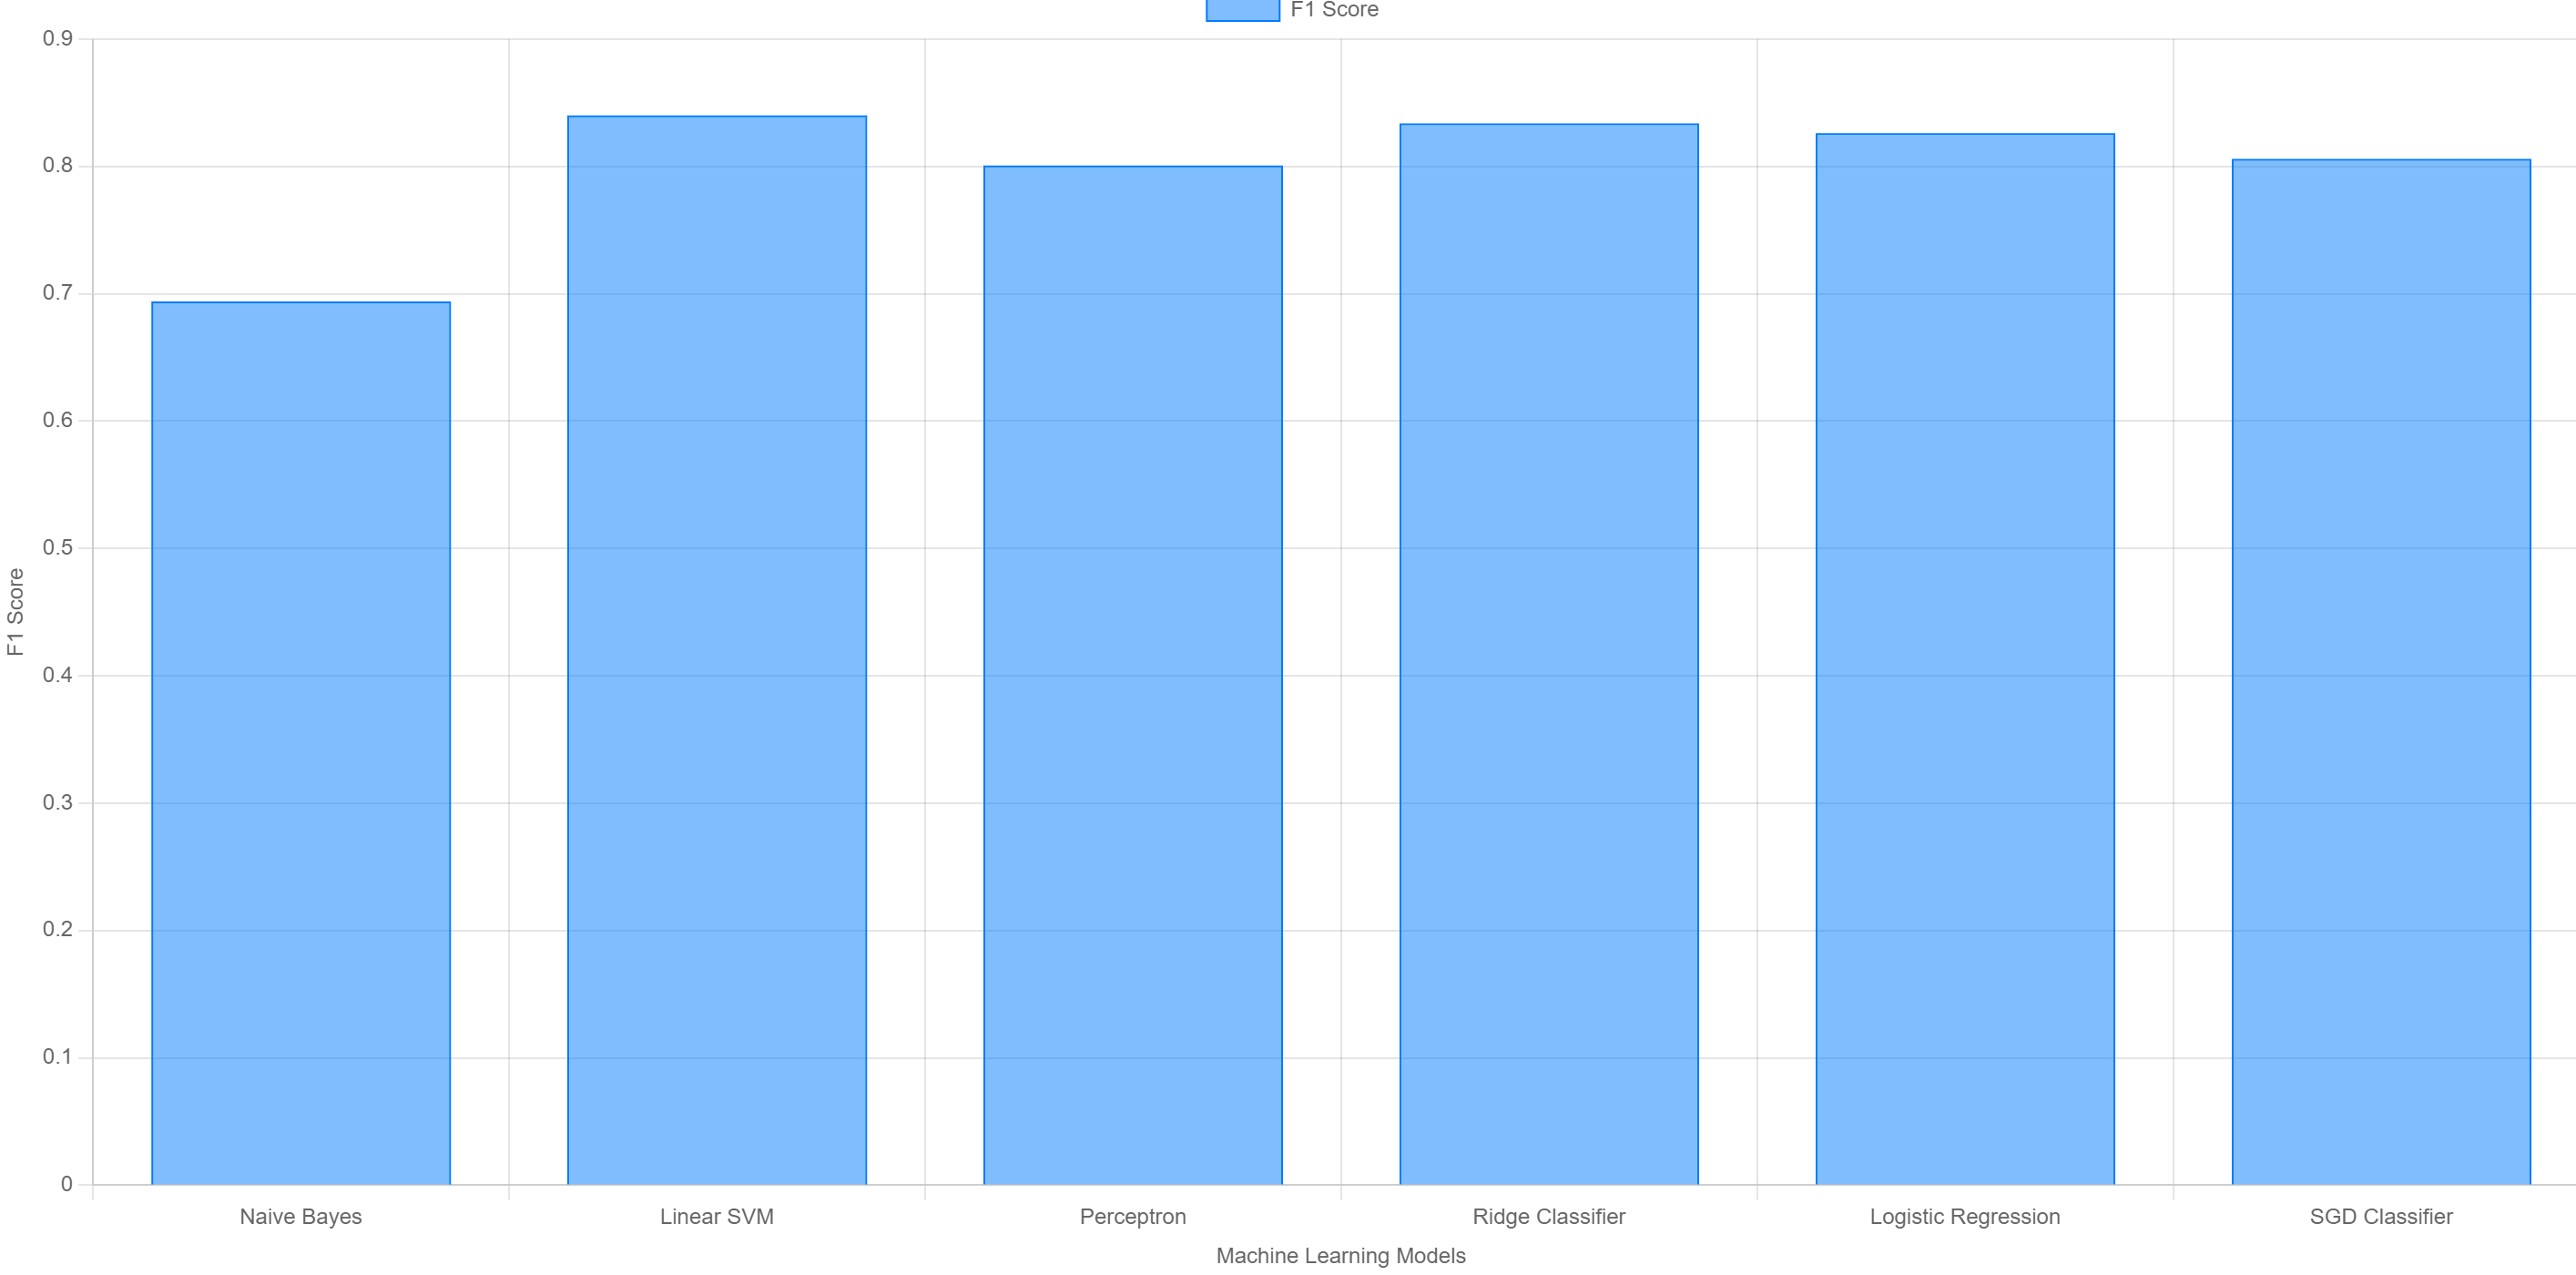 F1 Score
0.9
0.8
0.7
0.6
0.5
0.4
0.3
0.2
0.1
0
F1 Score
Naive Bayes
Linear SVM
Perceptron
Ridge Classifier
Logistic Regression
SGD Classifier
Machine Learning Models